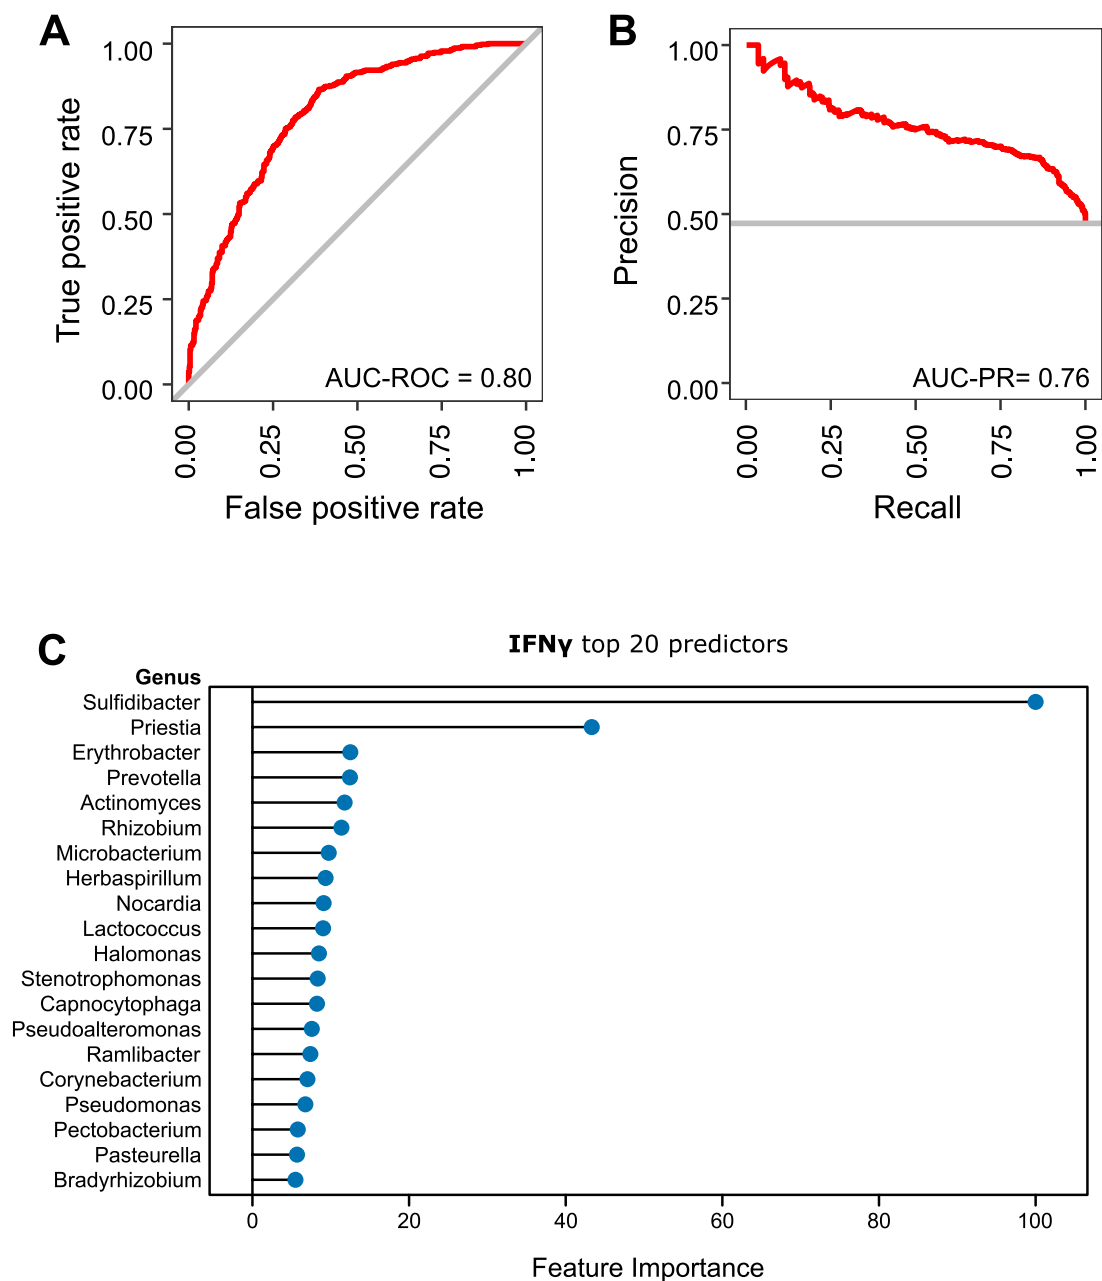 A
1.00
0.75
0.50
0.25
0.00
True positive rate
AUC-ROC = 0.80
0.00
0.25
0.50
0.75
1.00
False positive rate
B
1.00
0.75
0.50
0.25
0.00
Precision
AUC-PR= 0.76
0.00
0.25
0.50
0.75
1.00
Recall
C
IFNγ top 20 predictors
Genus
Sulfidibacter
Priestia
Erythrobacter
Prevotella
Actinomyces
Rhizobium
Microbacterium
Herbaspirillum
Nocardia
Lactococcus
Halomonas
Stenotrophomonas
Capnocytophaga
Pseudoalteromonas
Ramlibacter
Corynebacterium
Pseudomonas
Pectobacterium
Pasteurella
Bradyrhizobium
0 20 40 60 80 100
Feature Importance